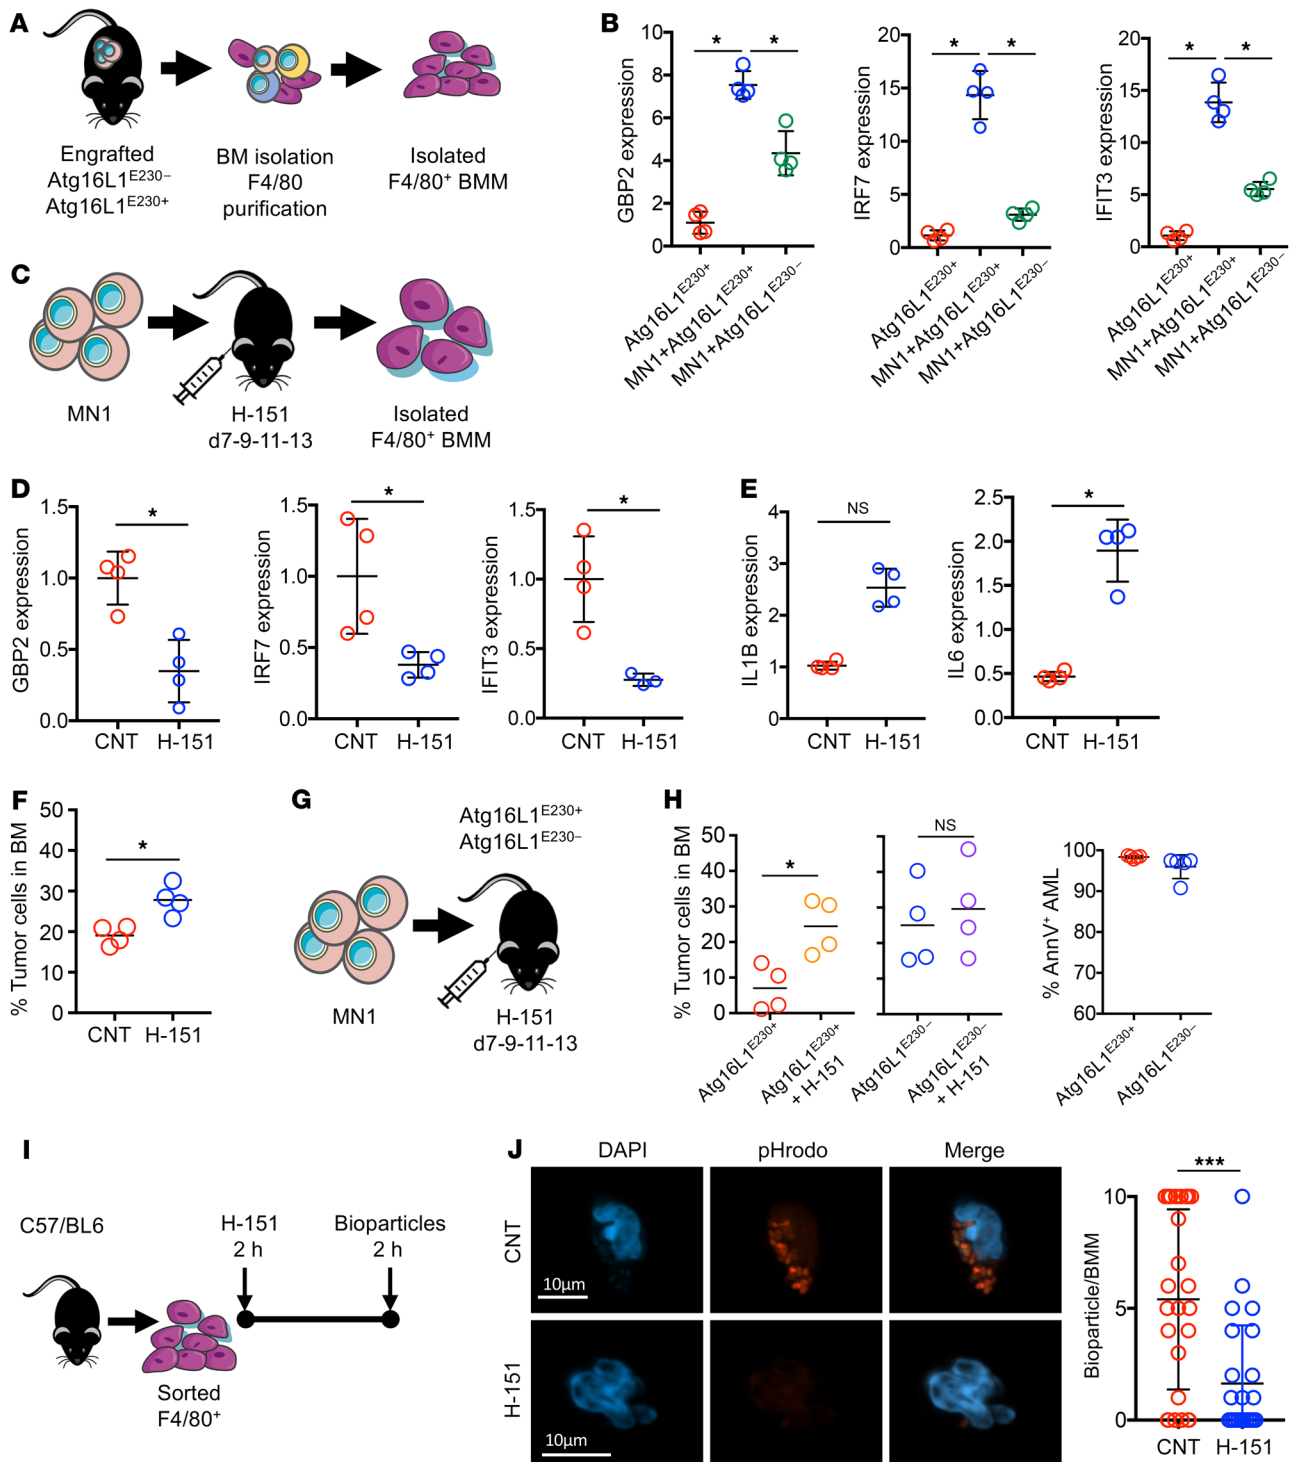 A
Engrafted
Atg16L1E230–
Atg16L1E230+
BM isolation
F4/80
purification
Isolated
F4/80+ BMM
B
GBP2 expression
10
8
6
4
2
0
*
*
Atg16L1E230+
MN1+Atg16L1E230+
MN1+Atg16L1E230–
IRF7 expression
20
15
10
5
0
*
*
Atg16L1E230+
MN1+Atg16L1E230+
MN1+Atg16L1E230–
IFIT3 expression
20
15
10
5
0
*
*
Atg16L1E230+
MN1+Atg16L1E230+
MN1+Atg16L1E230–
C
MN1
H-151
d7-9-11-13
Isolated
F4/80+ BMM
D
GBP2 expression
1.5
1.0
0.5
0.0
*
CNT H-151
IRF7 expression
1.5
1.0
0.5
0.0
*
CNT H-151
IFIT3 expression
1.5
1.0
0.5
0.0
*
CNT H-151
E
IL1B expression
4
3
2
1
0
NS
CNT H-151
IL6 expression
2.5
2.0
1.5
1.0
0.5
0.0
*
CNT H-151
F
% Tumor cells in BM
50
40
30
20
10
0
*
CNT H-151
G
Atg16L1E230+
Atg16L1E230–
MN1
H-151
d7-9-11-13
H
% Tumor cells in BM
50
40
30
20
10
0
*
Atg16L1E230+
Atg16L1E230+
+ H-151
NS
Atg16L1E230–
Atg16L1E230–
+ H-151
% AnnV+ AML
100
90
80
70
60
Atg16L1E230+
Atg16L1E230–
I
C57/BL6
H-151
2 h
Bioparticles
2 h
Sorted
F4/80+
J
DAPI pHrodo Merge
CNT
10µm
H-151
10µm
Bioparticle/BMM
10
5
0
***
CNT H-151